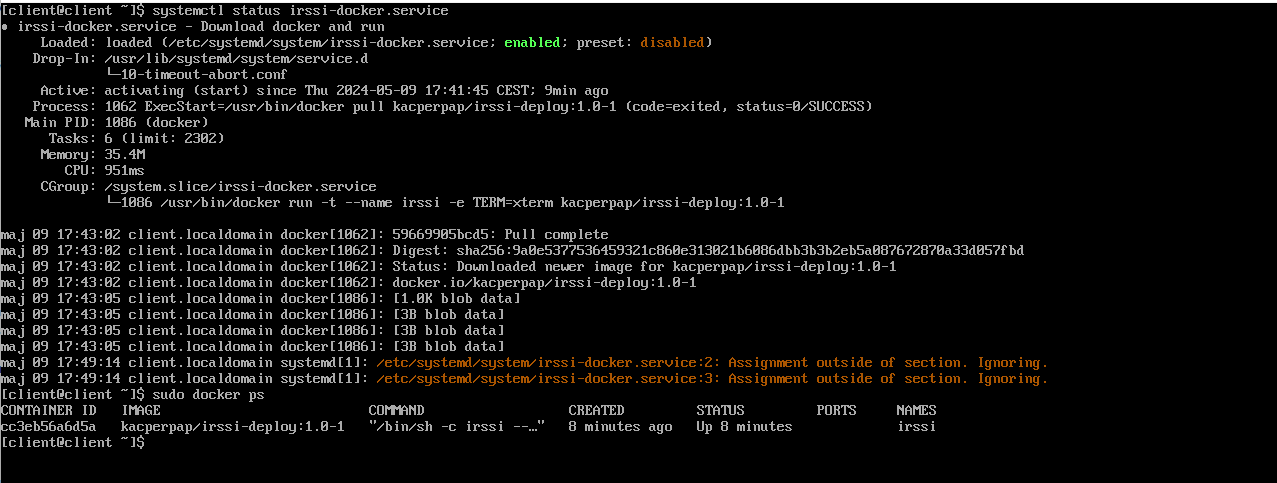 [client@client ~]$ systemctl status irssi-docker.service
● irssi-docker.service - Download docker and run
Loaded: loaded (/etc/systemd/system/irssi-docker.service; enabled; preset: disabled)
Drop-In: /usr/lib/systemd/system/service.d
└─10-timeout-abort.conf
Active: activating (start) since Thu 2024-05-09 17:41:45 CEST; 9min ago
Process: 1062 ExecStart=/usr/bin/docker pull kacperpap/irssi-deploy:1.0-1 (code=exited, status=0/SUCCESS)
Main PID: 1086 (docker)
Tasks: 6 (limit: 2302)
Memory: 35.4M
CPU: 951ms
CGroup: /system.slice/irssi-docker.service
└─1086 /usr/bin/docker run -t --name irssi -e TERM=xterm kacperpap/irssi-deploy:1.0-1
maj 09 17:43:02 client.localdomain docker[1062]: 59669905bcd5: Pull complete
maj 09 17:43:02 client.localdomain docker[1062]: Digest: sha256:9a0e5377536459321c860e313021b6086dbb3b3b2eb5a087672870a33d057fbd
maj 09 17:43:02 client.localdomain docker[1062]: Status: Downloaded newer image for kacperpap/irssi-deploy:1.0-1
maj 09 17:43:02 client.localdomain docker[1062]: docker.io/kacperpap/irssi-deploy:1.0-1
maj 09 17:43:05 client.localdomain docker[1086]: [1.0K blob data]
maj 09 17:43:05 client.localdomain docker[1086]: [3B blob data]
maj 09 17:43:05 client.localdomain docker[1086]: [3B blob data]
maj 09 17:43:05 client.localdomain docker[1086]: [3B blob data]
maj 09 17:49:14 client.localdomain systemd[1]: /etc/systemd/system/irssi-docker.service:2: Assignment outside of section. Ignoring.
maj 09 17:49:14 client.localdomain systemd[1]: /etc/systemd/system/irssi-docker.service:3: Assignment outside of section. Ignoring.
[client@client ~]$ sudo docker ps
CONTAINER ID IMAGE COMMAND CREATED STATUS PORTS NAMES
cc3eb56a6d5a kacperpap/irssi-deploy:1.0-1 "/bin/sh -c irssi --…" 8 minutes ago Up 8 minutes irssi
[client@client ~]$